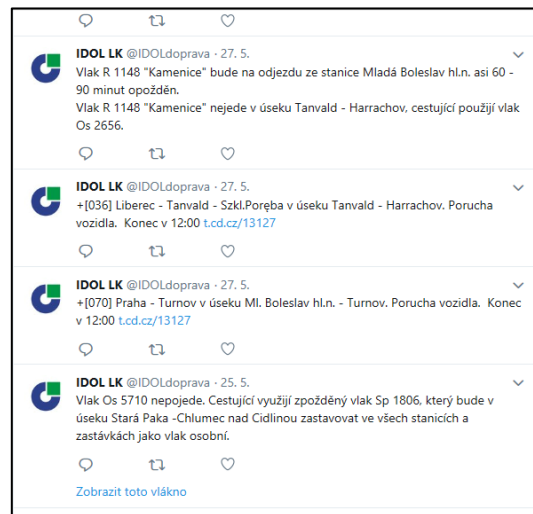 IDOL LK @IDOLdoprava · 27. 5.
Vlak R 1148 "Kamenice" bude na odjezdu ze stanice Mladá Boleslav hl.n. asi 60 -
90 minut opožděn.
Vlak R 1148 "Kamenice" nejede v úseku Tanvald - Harrachov, cestující použijí vlak
Os 2656.
IDOL LK @IDOLdoprava · 27. 5.
+[036] Liberec - Tanvald - Szkl.Poręba v úseku Tanvald - Harrachov. Porucha
vozidla.  Konec v 12:00 t.cd.cz/13127
IDOL LK @IDOLdoprava · 27. 5.
+[070] Praha - Turnov v úseku Ml. Boleslav hl.n. - Turnov. Porucha vozidla.  Konec
v 12:00 t.cd.cz/13127
IDOL LK @IDOLdoprava · 25. 5.
Vlak Os 5710 nepojede. Cestující využijí zpožděný vlak Sp 1806, který bude v
úseku Stará Paka -Chlumec nad Cidlinou zastavovat ve všech stanicích a
zastávkách jako vlak osobní.
Zobrazit toto vlákno